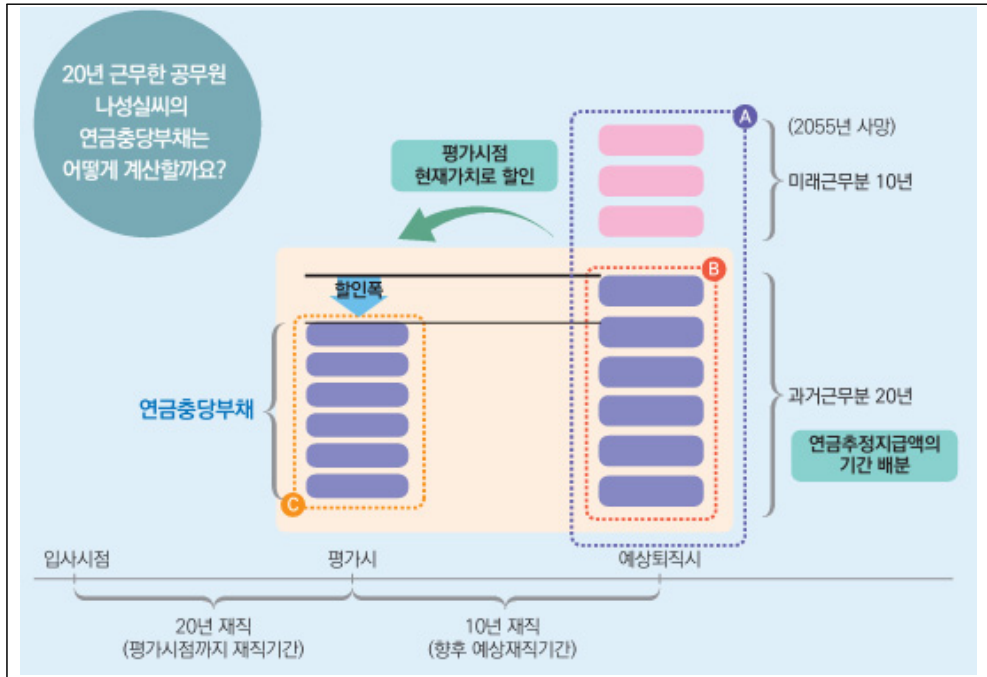 20년 근무한 공무원
나성실씨의
연금충당부채는
어떻게 계산할까요?
A
(2055년 사망)
평가시점
현재가치로 할인
미래근무분 10년
B
할인폭
연금충당부채
과거근무분 20년
연금추정지급액의
기간 배분
C
입사시점
평가시
예상퇴직시
20년 재직
(평가시점까지 재직기간)
10년 재직
(향후 예상재직기간)